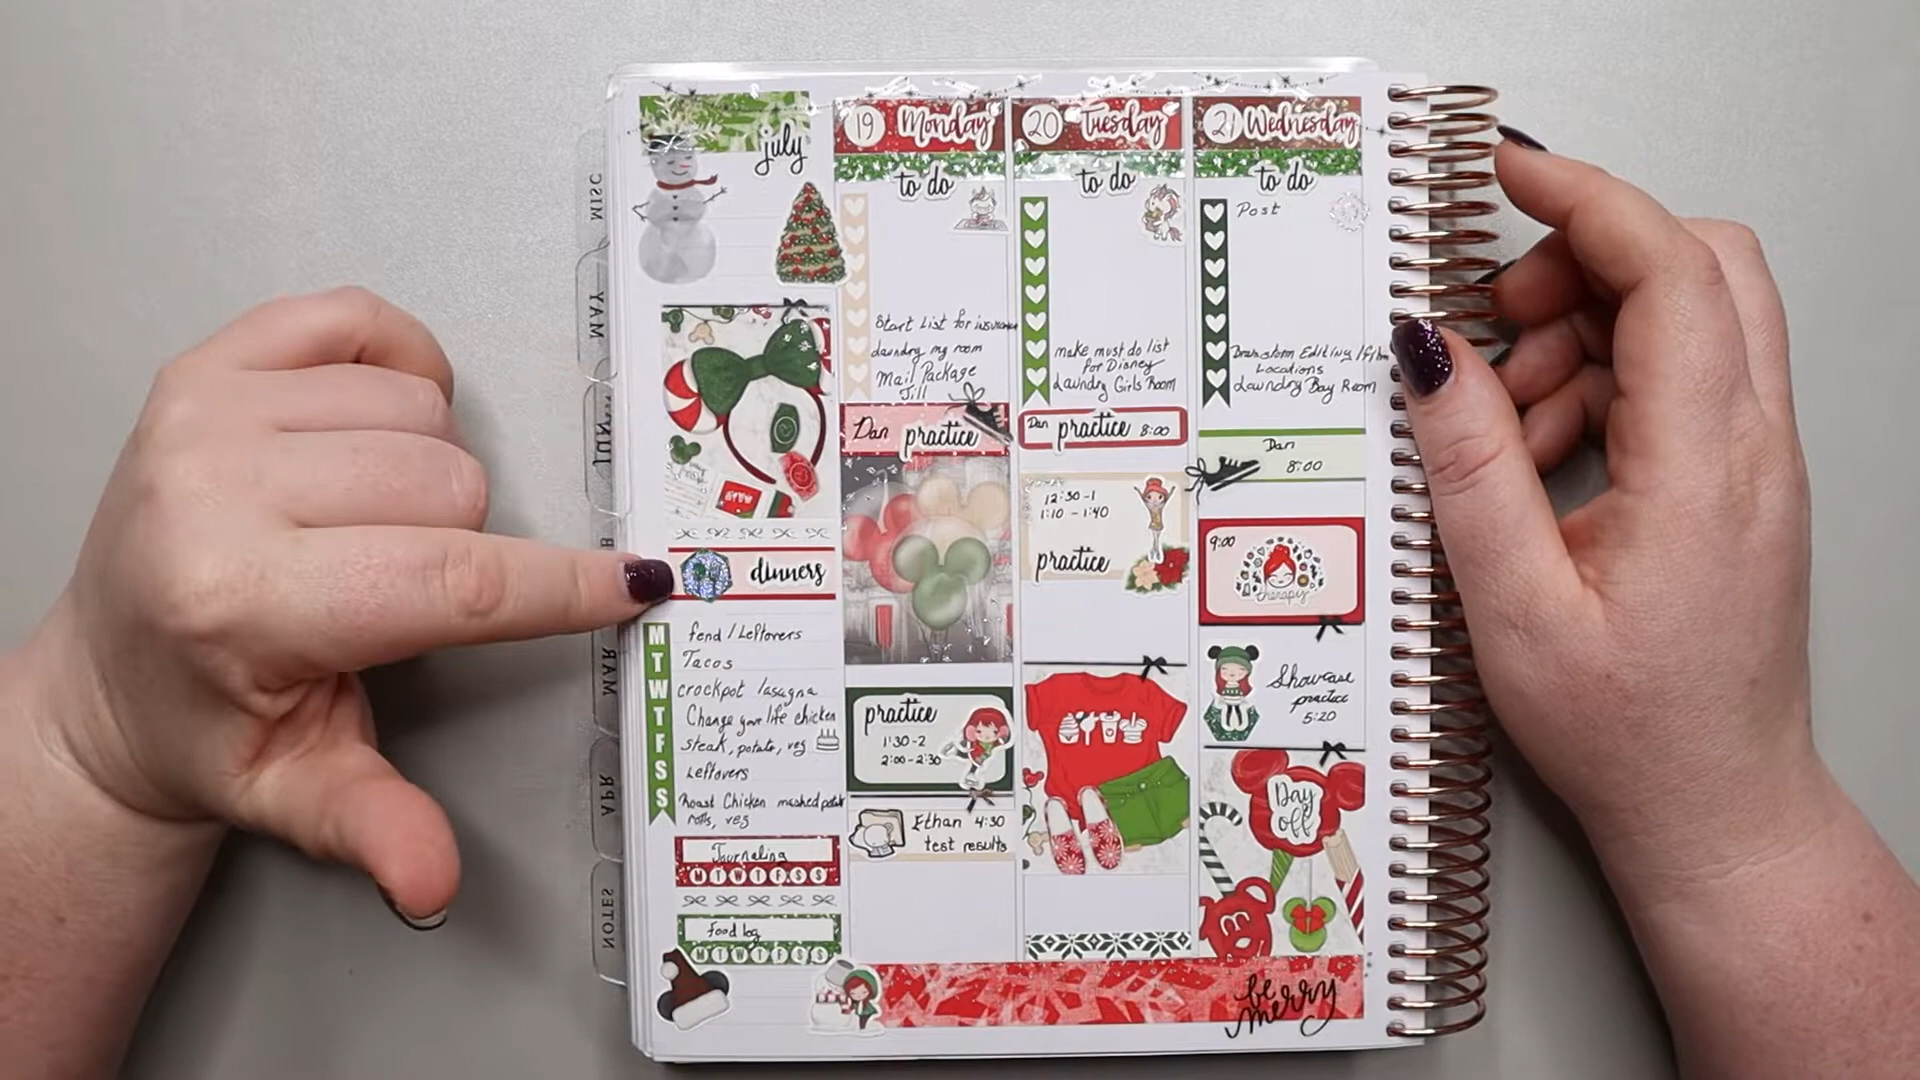 july
dinners
M fend / Leftovers
T Tacos
W crockpot lasagna
T Change your life chicken
F steak, potato, veg
S Leftovers
S Roast Chicken mashed potato
rolls, veg
Journaling
M T W T F S S
Food log
M T W T F S S
19 Monday
to do
Start List for insurance
Laundry my room
Mail Package
Jill
Dan practice
practice
1:30-2
2:00-2:30
Ethan 4:30
test results
20 Tuesday
to do
make must do list
for Disney
Laundry Girls Room
Dan practice 8:00
12:30-1
1:10 - 1:40
practice
21 Wednesday
to do
Post
Brainstorm Editing/film
Locations
Laundry Boy Room
Dan
8:00
9:00
therapy
Showcase
practice
5:20
Day
off
be
merry
MISC
MAY
JUN
MAR
APR
NOTES